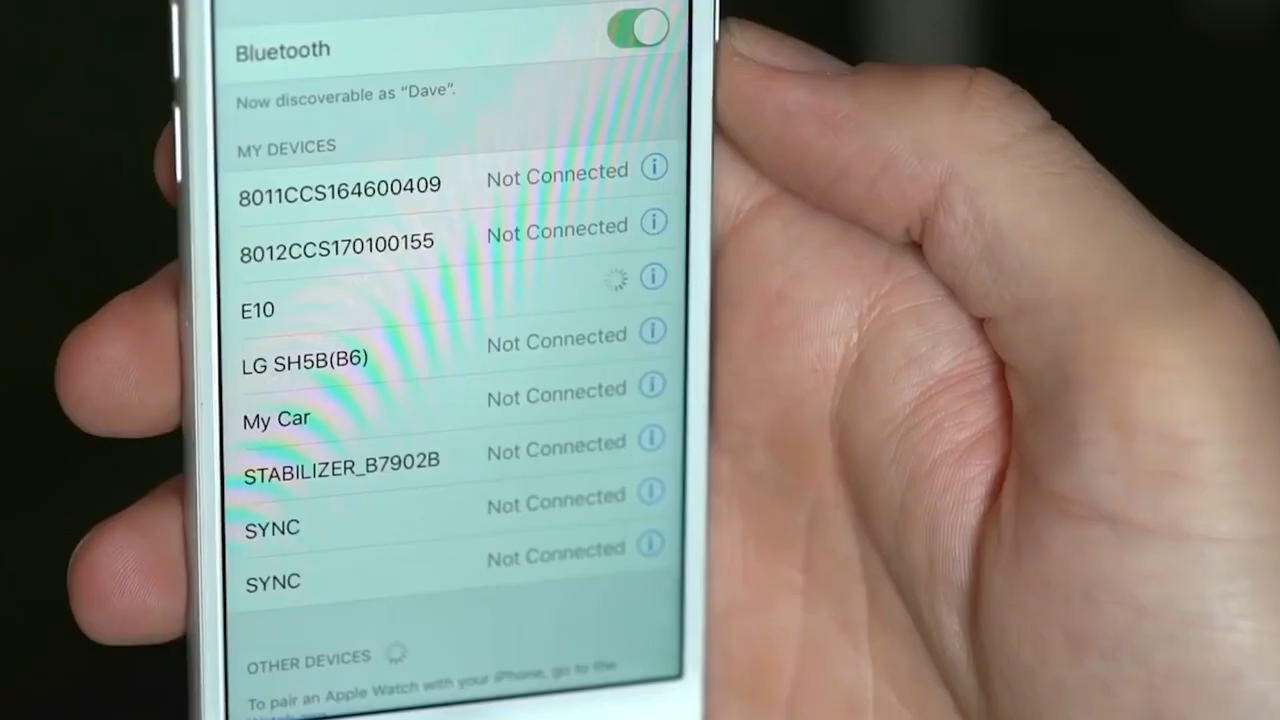 Bluetooth
Now discoverable as “Dave”.
MY DEVICES
8011CCS164600409 Not Connected
8012CCS170100155 Not Connected
E10
LG SH5B(B6) Not Connected
My Car Not Connected
STABILIZER_B7902B Not Connected
SYNC Not Connected
SYNC Not Connected
OTHER DEVICES
To pair an Apple Watch with your iPhone, go to the